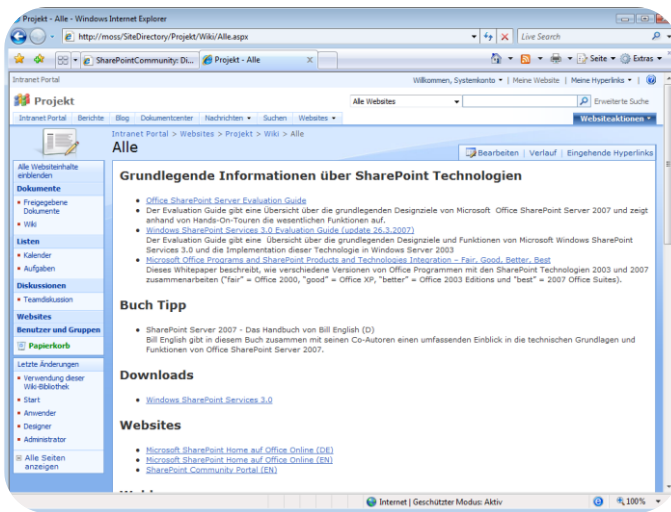 Projekt - Alle - Windows Internet Explorer
http://moss/SiteDirectory/Projekt/Wiki/Alle.aspx
Live Search
SharePointCommunity: Di...
Projekt - Alle
Seite
Extras
Intranet Portal
Willkommen, Systemkonto
Meine Website
Meine Hyperlinks
Projekt
Alle Websites
Erweiterte Suche
Intranet Portal
Berichte
Blog
Dokumentcenter
Nachrichten
Suchen
Websites
Websiteaktionen
Intranet Portal > Websites > Projekt > Wiki > Alle
Alle
Bearbeiten | Verlauf | Eingehende Hyperlinks
Alle Websiteinhalte
einblenden
Dokumente
Freigegebene
Dokumente
Wiki
Listen
Kalender
Aufgaben
Diskussionen
Teamdiskussion
Websites
Benutzer und Gruppen
Papierkorb
Letzte Änderungen
Verwendung dieser
Wiki-Bibliothek
Start
Anwender
Designer
Administrator
Alle Seiten
anzeigen
Grundlegende Informationen über SharePoint Technologien
Office SharePoint Server Evaluation Guide
Der Evaluation Guide gibt eine Übersicht über die grundlegenden Designziele von Microsoft Office SharePoint Server 2007 und zeigt
anhand von Hands-On-Touren die wesentlichen Funktionen auf.
Windows SharePoint Services 3.0 Evaluation Guide (update 26.3.2007)
Der Evaluation Guide gibt eine Übersicht über die grundlegenden Designziele und Funktionen von Microsoft Windows SharePoint
Services 3.0 und die Implementation dieser Technologie in Windows Server 2003
Microsoft Office Programs and SharePoint Products and Technologies Integration – Fair, Good, Better, Best
Dieses Whitepaper beschreibt, wie verschiedene Versionen von Office Programmen mit den SharePoint Technologien 2003 und 2007
zusammenarbeiten ("fair" = Office 2000, "good" = Office XP, "better" = Office 2003 Editions und "best" = 2007 Office Suites).
Buch Tipp
SharePoint Server 2007 - Das Handbuch von Bill English (D)
Bill English gibt in diesem Buch zusammen mit seinen Co-Autoren einen umfassenden Einblick in die technischen Grundlagen und
Funktionen von Office SharePoint Server 2007.
Downloads
Windows SharePoint Services 3.0
Websites
Microsoft SharePoint Home auf Office Online (DE)
Microsoft SharePoint Home auf Office Online (EN)
SharePoint Community Portal (EN)
Internet | Geschützter Modus: Aktiv
100%